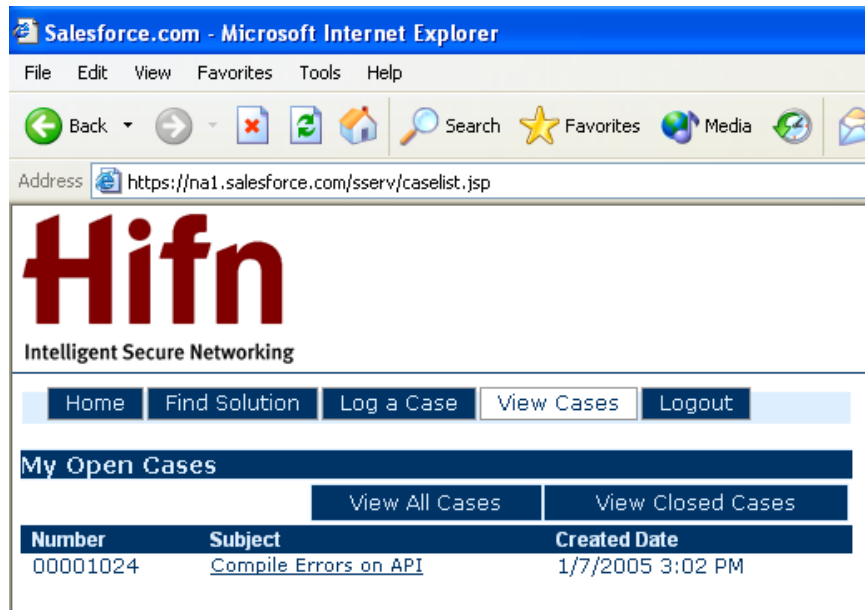 Salesforce.com - Microsoft Internet Explorer
File Edit View Favorites Tools Help
Back Search Favorites Media
Address https://na1.salesforce.com/sserv/caselist.jsp
Hifn
Intelligent Secure Networking
Home Find Solution Log a Case View Cases Logout
My Open Cases
View All Cases View Closed Cases
Number Subject Created Date
00001024 Compile Errors on API 1/7/2005 3:02 PM